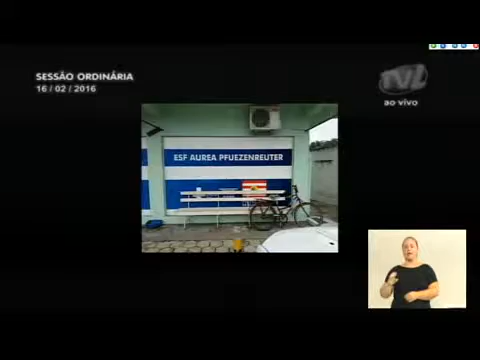 SESSÃO ORDINÁRIA
16 / 02 / 2016
TVL
ao vivo
ESF AUREA PFUEZENREUTER